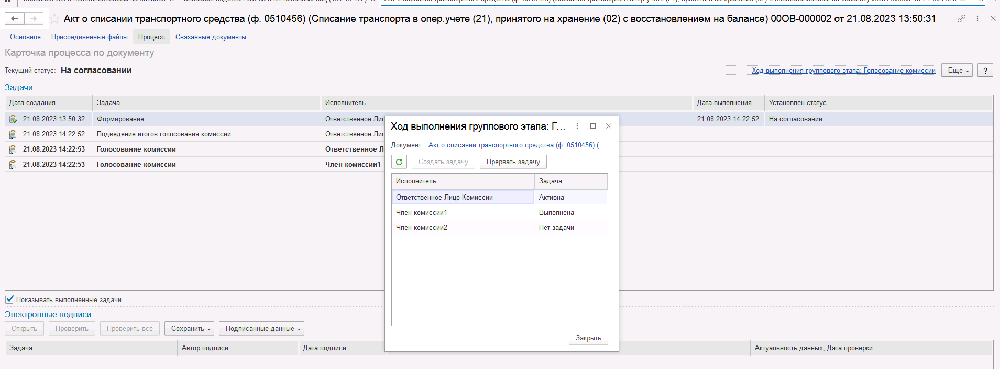 Акт о списании транспортного средства (ф. 0510456) (Списание транспорта в опер.учете (21), принятого на хранение (02) с восстановлением на балансе) 00ОВ-000002 от 21.08.2023 13:50:31
Основное Присоединенные файлы Процесс Связанные документы
Карточка процесса по документу
Текущий статус: На согласовании Ход выполнения группового этапа: Голосование комиссии Еще ?
Задачи
Дата создания Задача Исполнитель Дата выполнения Установлен статус
21.08.2023 13:50:32 Формирование Ответственное Лиц 21.08.2023 14:22:52 На согласовании
21.08.2023 14:22:52 Подведение итогов голосования комиссии Ответственное Лиц
21.08.2023 14:22:53 Голосование комиссии Ответственное Л
21.08.2023 14:22:53 Голосование комиссии Член комиссии1
Ход выполнения группового этапа: Г...
Документ: Акт о списании транспортного средства (ф. 0510456) (...
Создать задачу Прервать задачу
Исполнитель Задача
Ответственное Лицо Комиссии Активна
Член комиссии1 Выполнена
Член комиссии2 Нет задачи
Закрыть
Показывать выполненные задачи
Электронные подписи
Открыть Проверить Проверить все Сохранить Подписанные данные
Задача Автор подписи Дата подписи Актуальность данных, Дата проверки